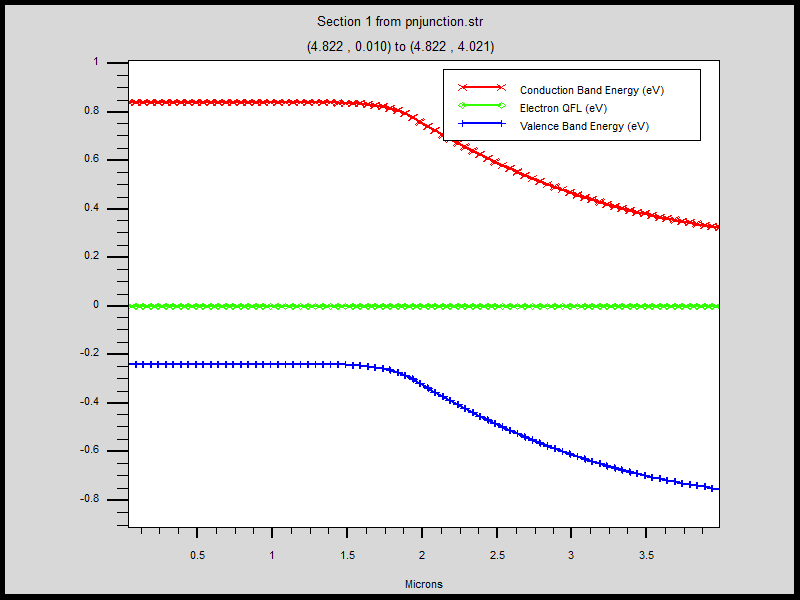 Section 1 from pnjunction.str
(4.822 , 0.010) to (4.822 , 4.021)
Conduction Band Energy (eV)
Electron QFL (eV)
Valence Band Energy (eV)
1
0.8
0.6
0.4
0.2
0
-0.2
-0.4
-0.6
-0.8
0.5 1 1.5 2 2.5 3 3.5
Microns